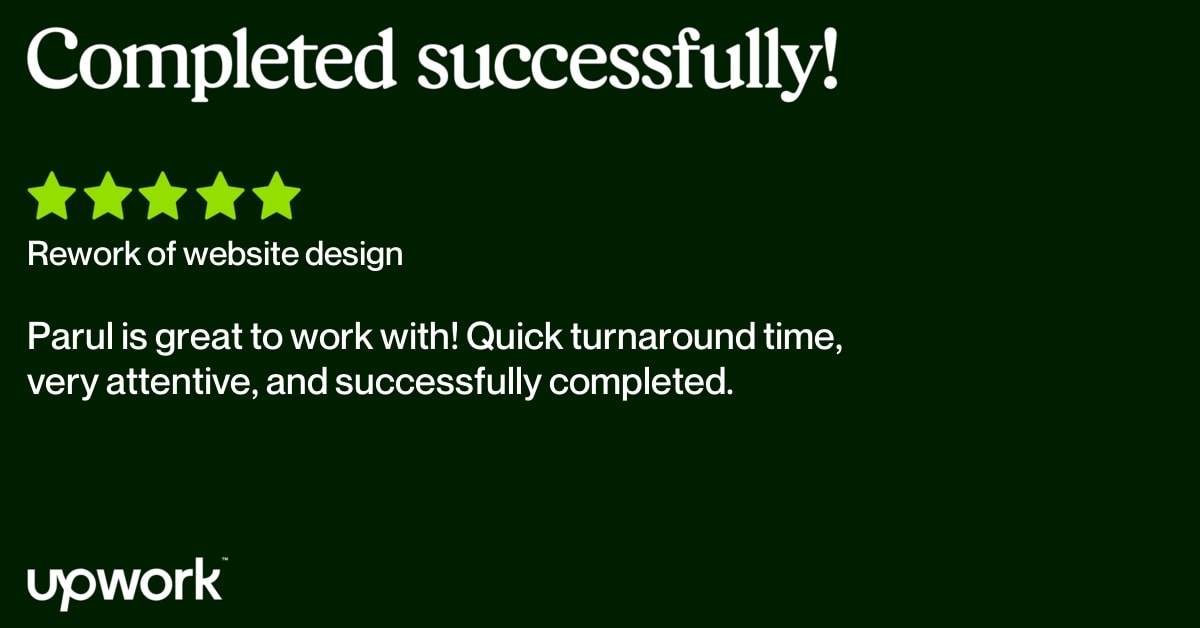 Completed successfully!
Rework of website design
Parul is great to work with! Quick turnaround time,
very attentive, and successfully completed.
upwork™